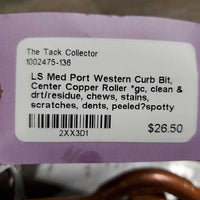 The Tack Collector
1002475-136
LS Med Port Western Curb Bit,
Center Copper Roller *gc, clean &
drt/residue, chews, stains,
scratches, dents, peeled?spotty
2XX3D1
$26.50